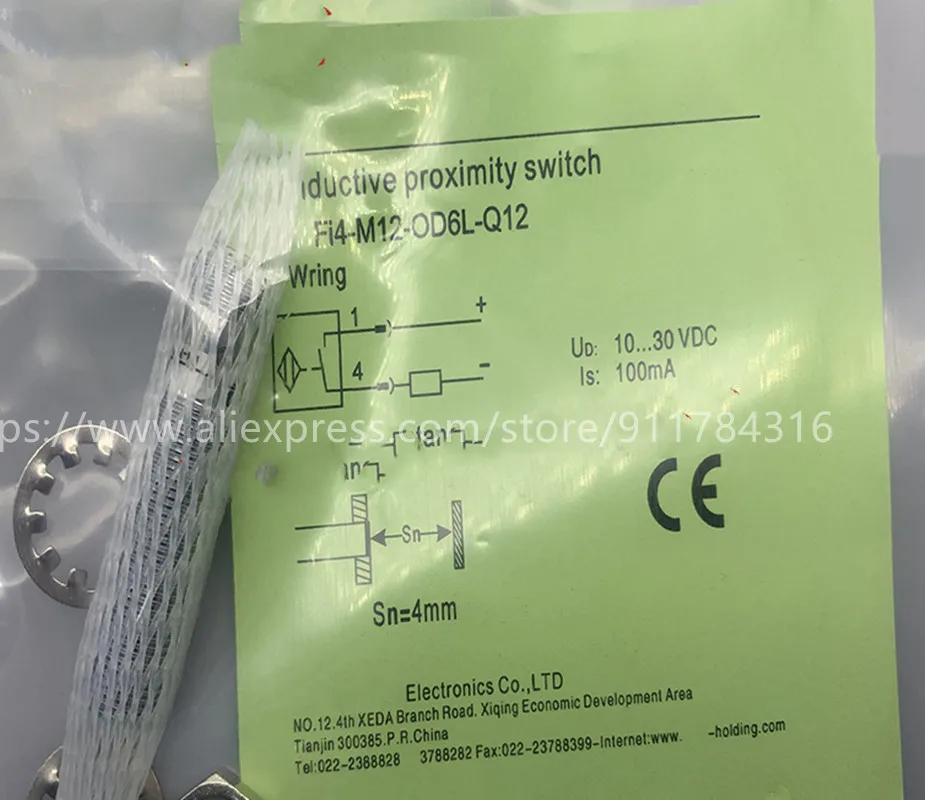 nductive proximity switch
Fi4-M12-OD6L-Q12
Wring
1
+
4
-
UD: 10...30 VDC
Is: 100mA
ps://www.aliexpress.com/store/911784316
Sn
CE
Sn=4mm
Electronics Co.,LTD
NO.12.4th XEDA Branch Road. Xiqing Economic Development Area
Tianjin 300385.P.R.China
Tel:022-2388828 3788282 Fax:022-23788399-Internet:www. -holding.com